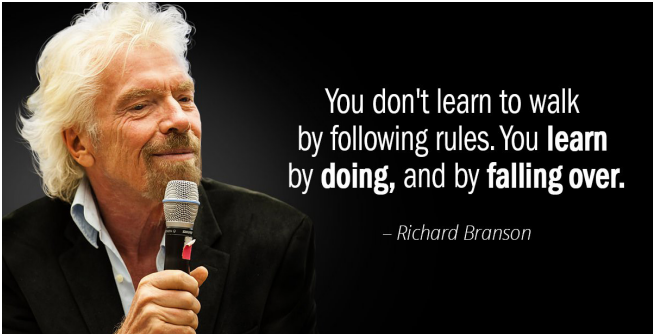 You don't learn to walk
by following rules. You learn
by doing, and by falling over.
– Richard Branson